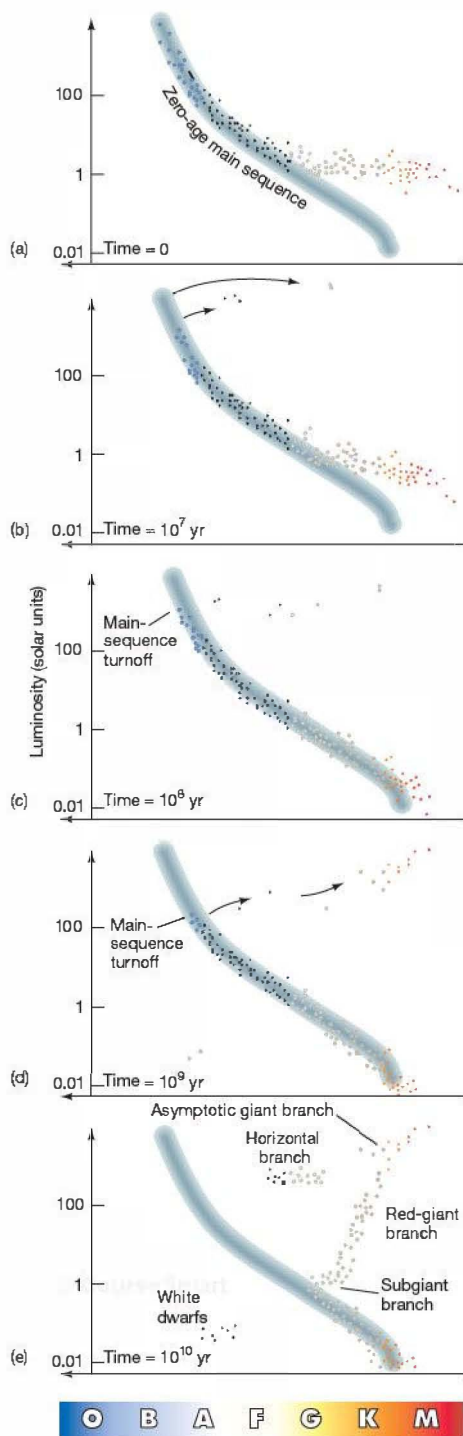 100
Zero-age main sequence
1
0.01
(a)
Time = 0
100
1
0.01
(b)
Time = 10⁷ yr
Luminosity (solar units)
Main-
sequence
turnoff
100
1
0.01
(c)
Time = 10⁸ yr
Main-
sequence
turnoff
100
1
0.01
(d)
Time = 10⁹ yr
Asymptotic giant branch
Horizontal
branch
100
Red-giant
branch
1
Subgiant
branch
White
dwarfs
0.01
(e)
Time = 10¹⁰ yr
O B A F G K M